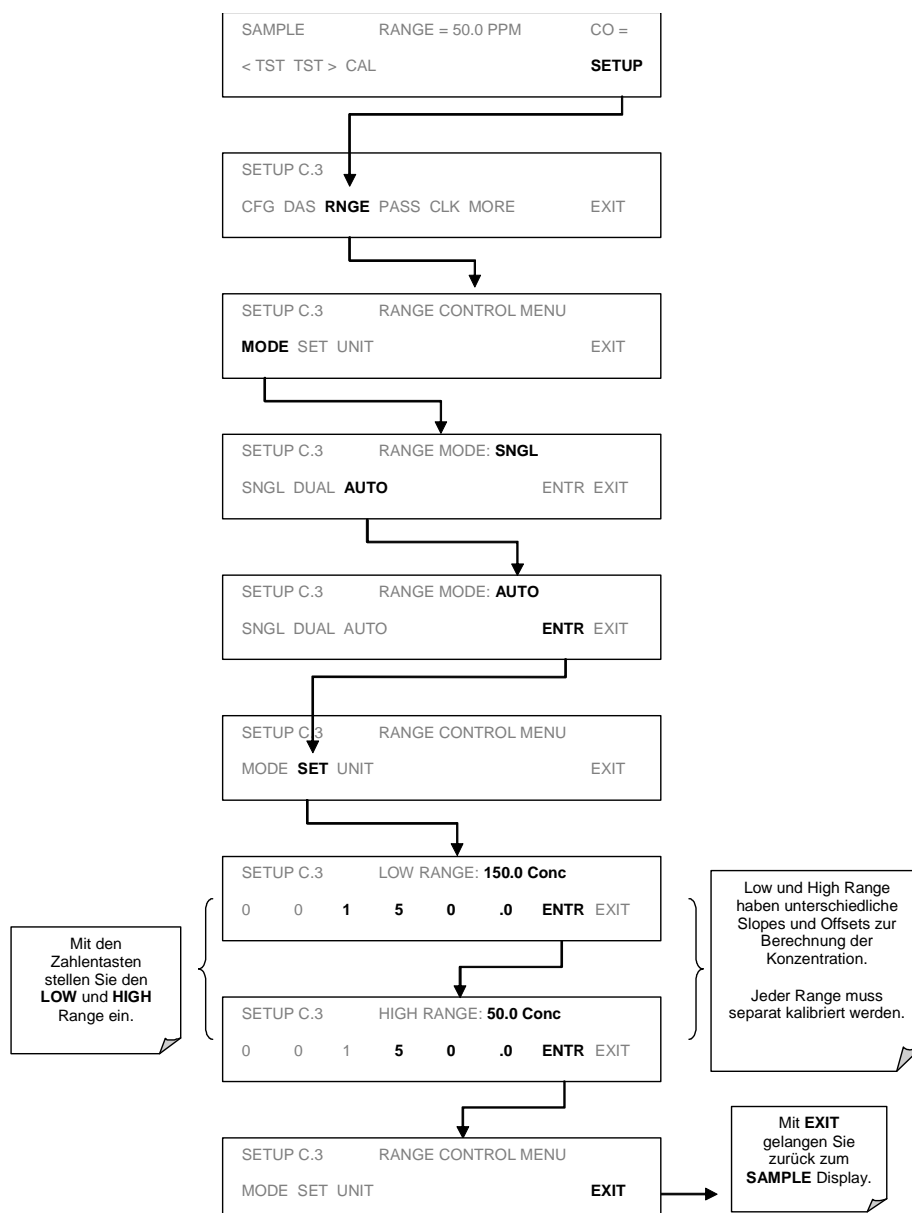 SAMPLE RANGE = 50.0 PPM CO =
< TST TST > CAL SETUP
SETUP C.3
CFG DAS RNGE PASS CLK MORE EXIT
SETUP C.3 RANGE CONTROL MENU
MODE SET UNIT EXIT
SETUP C.3 RANGE MODE: SNGL
SNGL DUAL AUTO ENTR EXIT
SETUP C.3 RANGE MODE: AUTO
SNGL DUAL AUTO ENTR EXIT
SETUP C.3 RANGE CONTROL MENU
MODE SET UNIT EXIT
SETUP C.3 LOW RANGE: 150.0 Conc
0 0 1 5 0 .0 ENTR EXIT
Mit den
Zahlentasten
stellen Sie den
LOW und HIGH
Range ein.
Low und High Range
haben unterschiedliche
Slopes und Offsets zur
Berechnung der
Konzentration.
Jeder Range muss
separat kalibriert werden.
SETUP C.3 HIGH RANGE: 50.0 Conc
0 0 1 5 0 .0 ENTR EXIT
SETUP C.3 RANGE CONTROL MENU
MODE SET UNIT EXIT
Mit EXIT
gelangen Sie
zurück zum
SAMPLE Display.